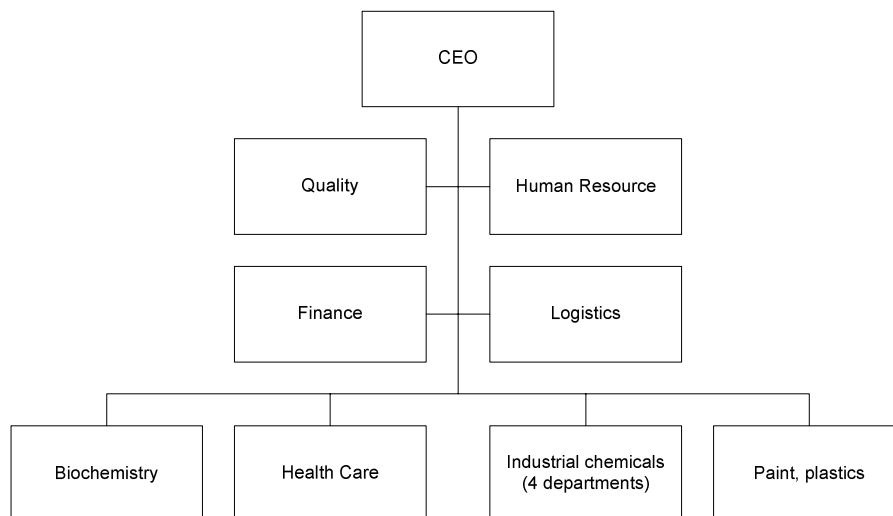 CEO
Quality
Human Resource
Finance
Logistics
Biochemistry
Health Care
Industrial chemicals
(4 departments)
Paint, plastics